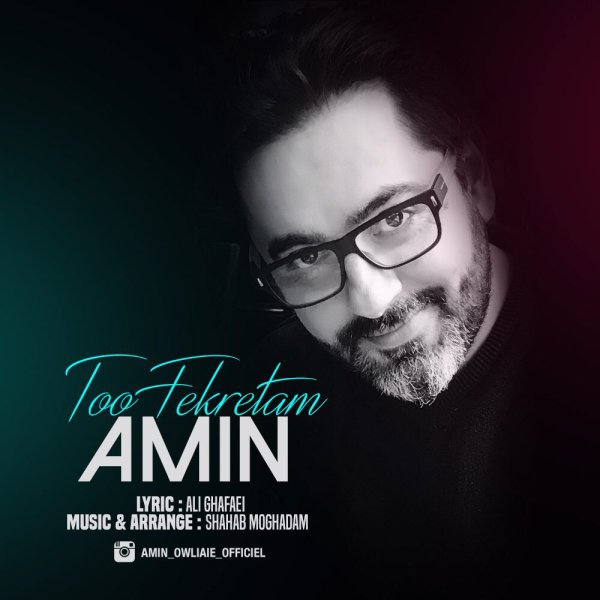 Too Fekretam
AMIN
LYRIC : ALI GHAFAEI
MUSIC & ARRANGE : SHAHAB MOGHADAM
AMIN_OWLIAIE_OFFICIEL